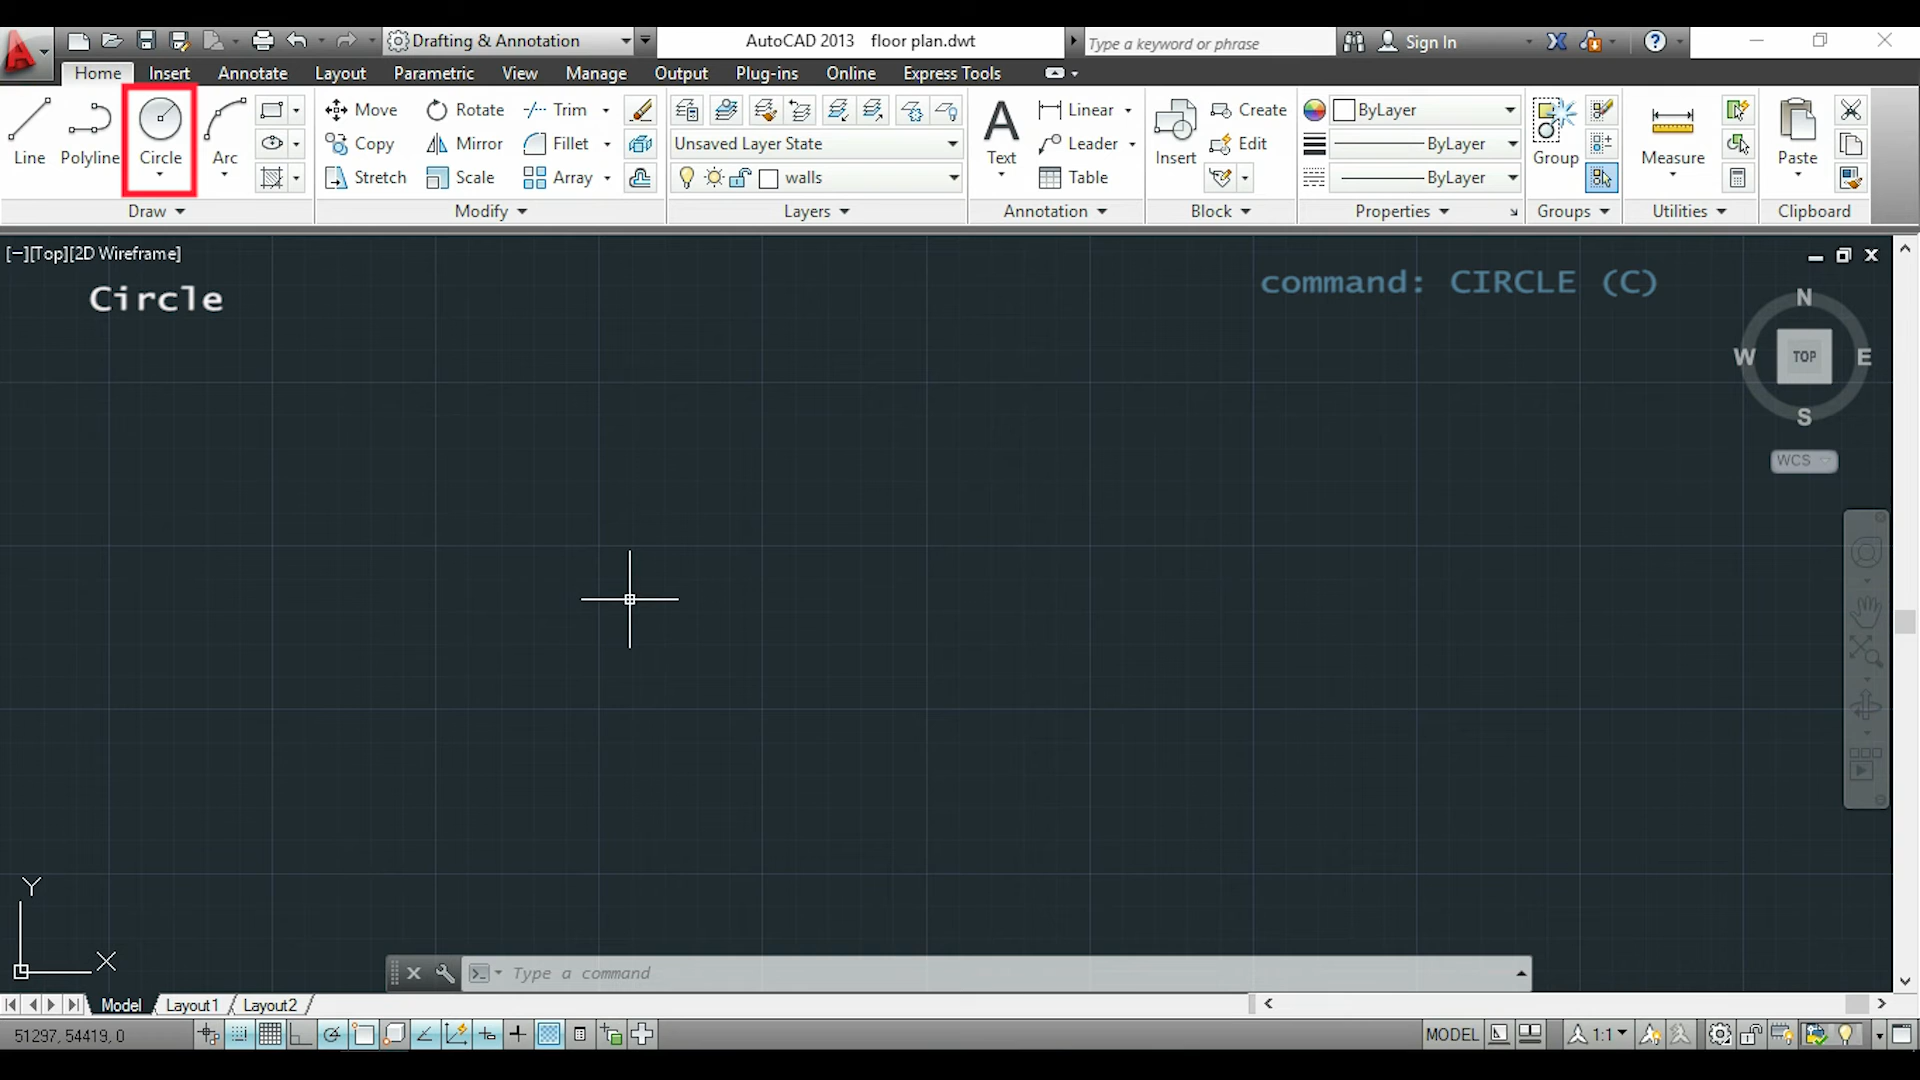 Drafting & Annotation
AutoCAD 2013 floor plan.dwt
Type a keyword or phrase
Sign In
Home Insert Annotate Layout Parametric View Manage Output Plug-ins Online Express Tools
Line Polyline Circle Arc
Move Rotate Trim
Copy Mirror Fillet
Stretch Scale Array
Unsaved Layer State
walls
Text
Linear
Leader
Table
Insert
Create
Edit
ByLayer
ByLayer
ByLayer
Group
Measure
Paste
Draw Modify Layers Annotation Block Properties Groups Utilities Clipboard
[−][Top][2D Wireframe]
Circle
command: CIRCLE (C)
N
W TOP E
S
WCS
Y
X
Type a command
Model Layout1 Layout2
51297, 54419, 0
MODEL 1:1